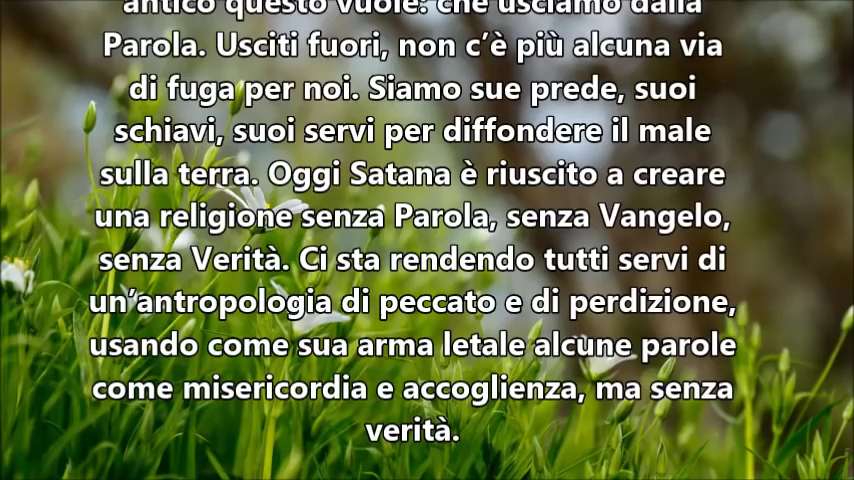 antico questo vuole: che usciamo dalla
Parola. Usciti fuori, non c’è più alcuna via
di fuga per noi. Siamo sue prede, suoi
schiavi, suoi servi per diffondere il male
sulla terra. Oggi Satana è riuscito a creare
una religione senza Parola, senza Vangelo,
senza Verità. Ci sta rendendo tutti servi di
un’antropologia di peccato e di perdizione,
usando come sua arma letale alcune parole
come misericordia e accoglienza, ma senza
verità.